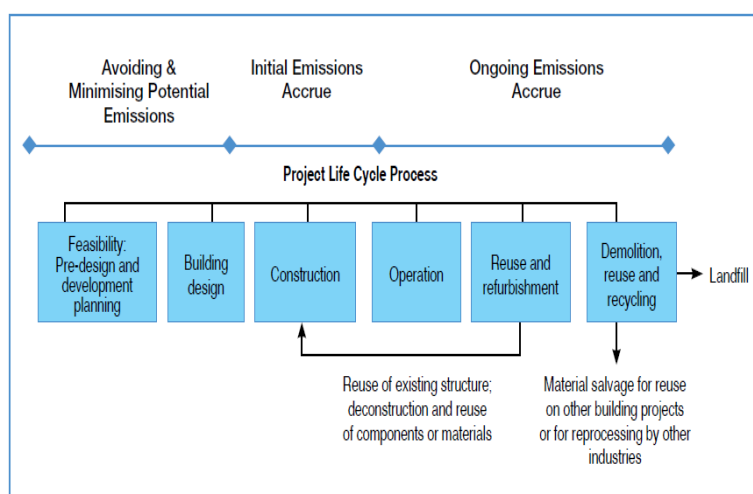 Avoiding &
Minimising Potential
Emissions
Initial Emissions
Accrue
Ongoing Emissions
Accrue
Project Life Cycle Process
Feasibility:
Pre-design and
development
planning
Building
design
Construction
Operation
Reuse and
refurbishment
Demolition,
reuse and
recycling
Landfill
Reuse of existing structure;
deconstruction and reuse
of components or materials
Material salvage for reuse
on other building projects
or for reprocessing by other
industries